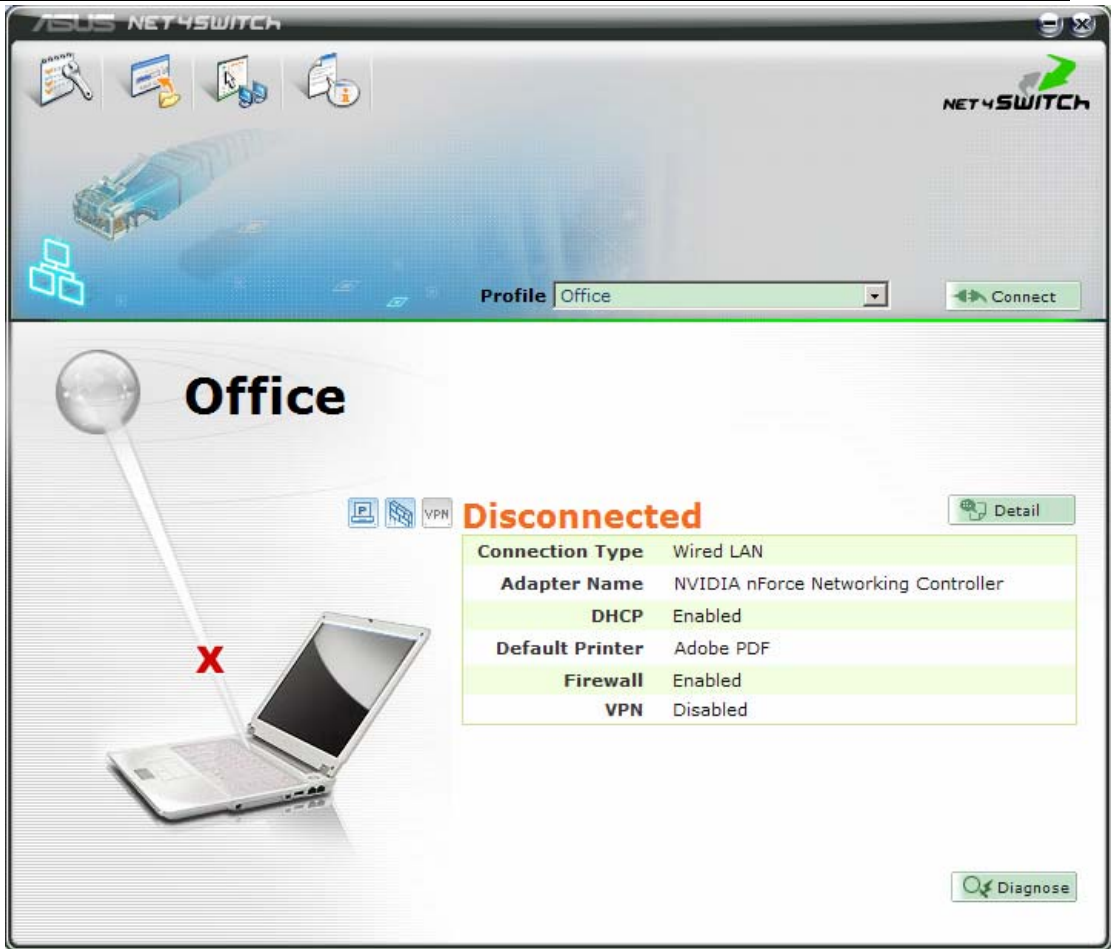 ASUS NET4SWITCH
NET4SWITCH
Profile Office
Connect
Office
P VPN Disconnected
Detail
Connection Type Wired LAN
Adapter Name NVIDIA nForce Networking Controller
DHCP Enabled
Default Printer Adobe PDF
Firewall Enabled
VPN Disabled
X
Diagnose